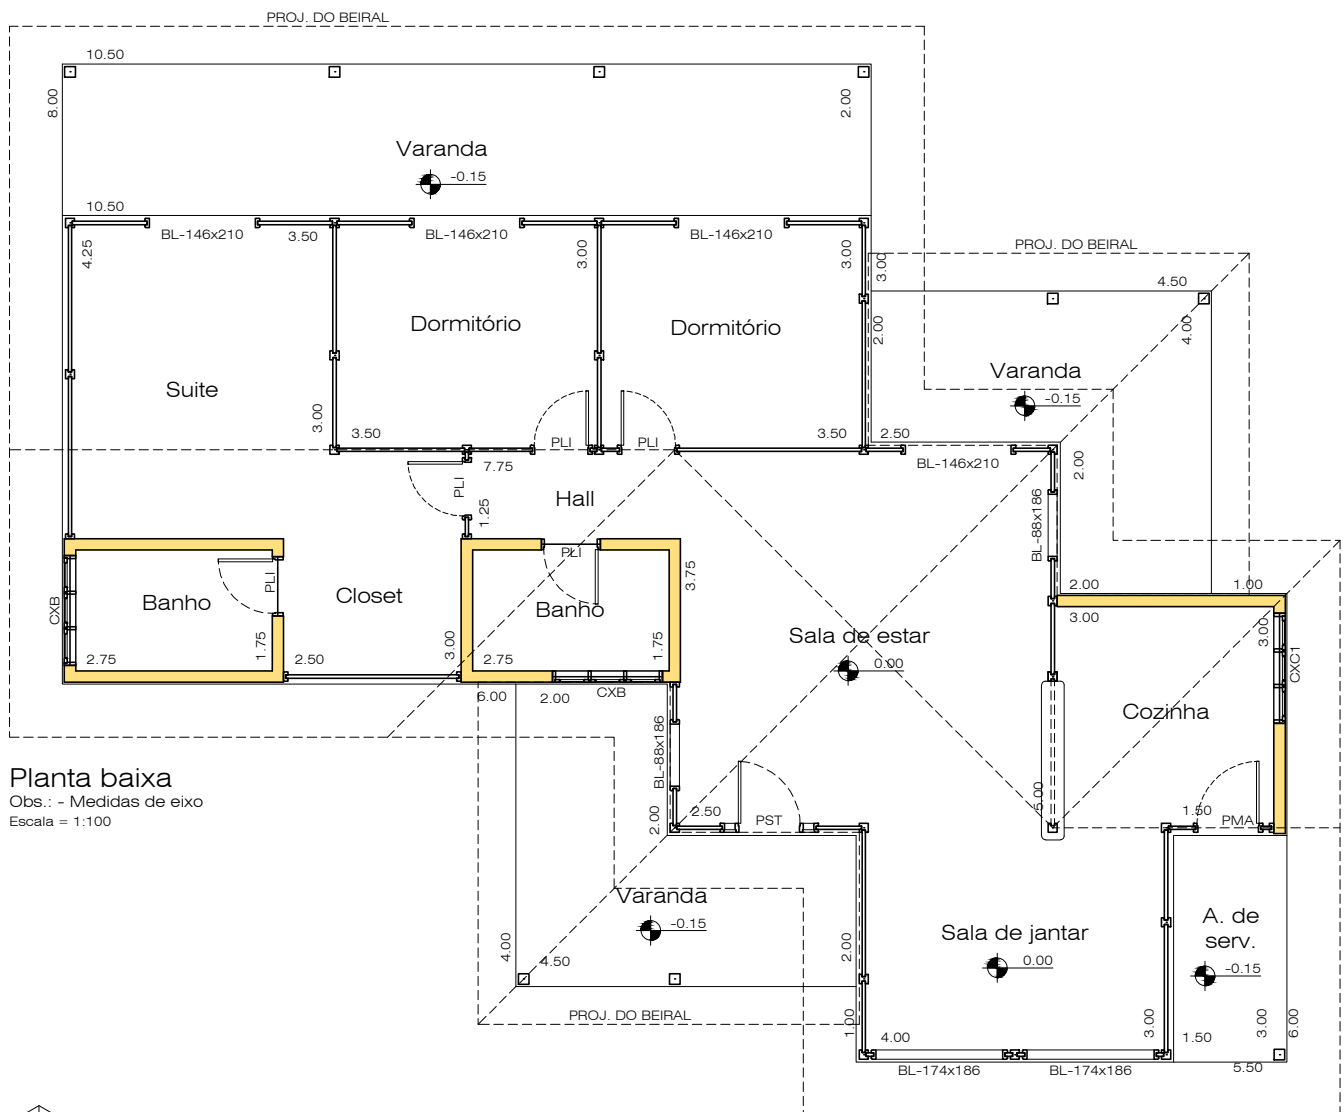 PROJ. DO BEIRAL
10.50
8.00
2.00
Varanda
-0.15
10.50
BL-146x210
3.50
BL-146x210
BL-146x210
4.25
3.00
3.00
3.00
PROJ. DO BEIRAL
4.50
2.00
4.00
Dormitório
Dormitório
Varanda
-0.15
Suite
3.00
3.50
PLI
PLI
3.50
2.50
BL-146x210
2.00
7.75
PLI
1.25
Hall
BL-88x186
PLI
PLI
3.75
2.00
1.00
CXB
Banho
Closet
Banho
3.00
3.00
Sala de estar
0.00
2.75
1.75
2.50
3.00
2.75
1.75
CXC1
6.00
2.00
CXB
Cozinha
BL-88x186
Planta baixa
Obs.: - Medidas de eixo
Escala = 1:100
2.00
2.50
PST
5.00
1.50
PMA
Varanda
-0.15
4.00
4.50
2.00
Sala de jantar
0.00
A. de
serv.
-0.15
PROJ. DO BEIRAL
1.00
4.00
3.00
1.50
3.00
6.00
BL-174x186
BL-174x186
5.50